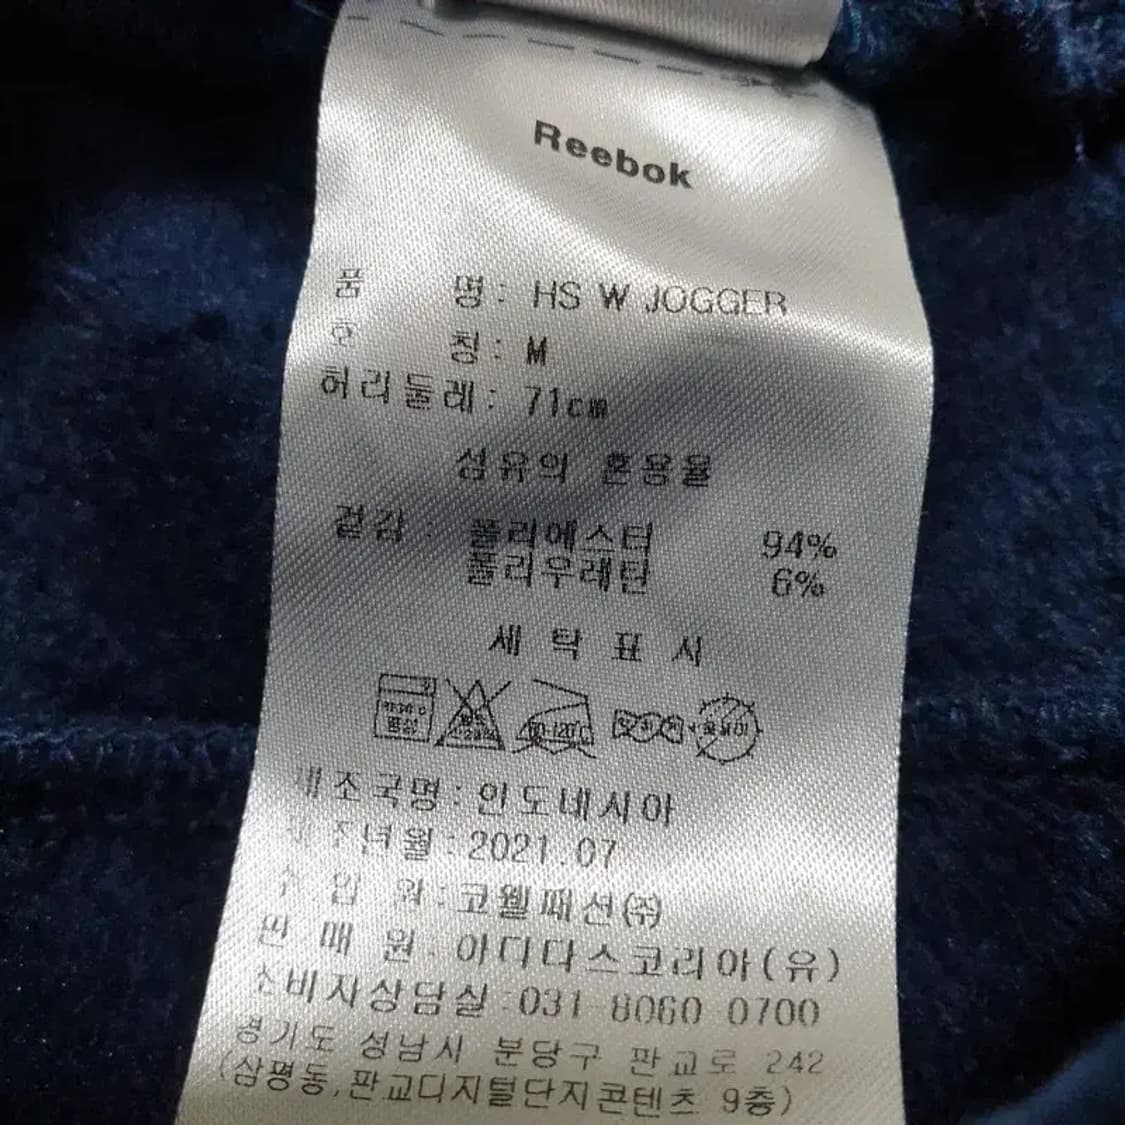 Reebok
품 명: HS W JOGGER
호 칭: M
허리둘레: 71cm
섬유의 혼용율
겉감 : 폴리에스터 94%
폴리우레탄 6%
세 탁 표 시
제조국명: 인도네시아
제조년월: 2021.07
수 입 원: 코웰패션㈜
판 매 원: 아디다스코리아(유)
소비자상담실: 031-8060-0700
경기도 성남시 분당구 판교로 242
(삼평동,판교디지털단지콘텐츠 9층)